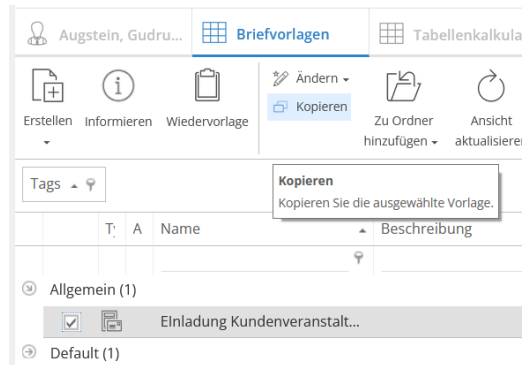 Augstein, Gudru... Briefvorlagen Tabellenkalkula
Ändern
Kopieren
Erstellen Informieren Wiedervorlage Zu Ordner Ansicht
hinzufügen aktualisieren
Tags
Kopieren
Kopieren Sie die ausgewählte Vorlage.
Ty A Name Beschreibung
Allgemein (1)
EInladung Kundenveranstalt...
Default (1)